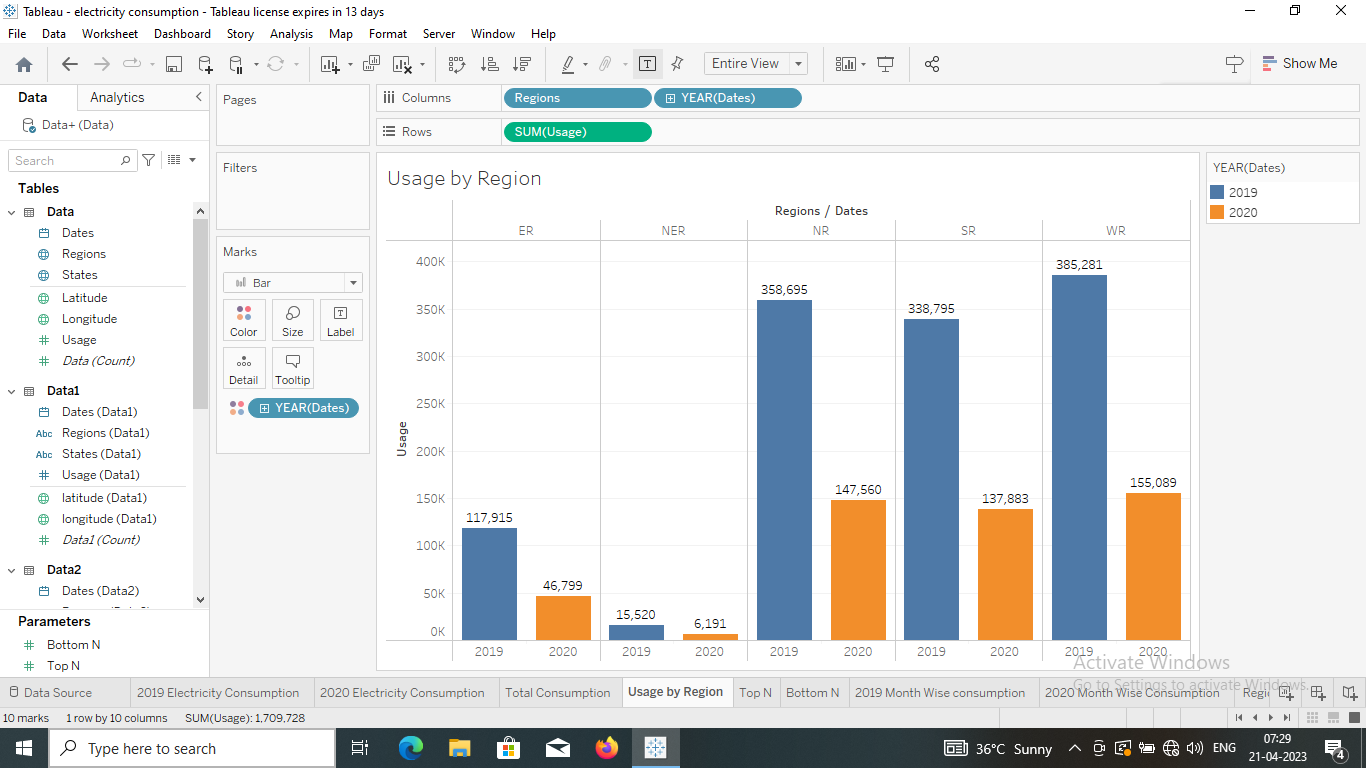 Tableau - electricity consumption - Tableau license expires in 13 days
File Data Worksheet Dashboard Story Analysis Map Format Server Window Help
Entire View Show Me
Data Analytics
Data+ (Data)
Search
Tables
Data
Dates
Regions
States
Latitude
Longitude
Usage
Data (Count)
Data1
Dates (Data1)
Abc Regions (Data1)
Abc States (Data1)
Usage (Data1)
latitude (Data1)
longitude (Data1)
Data1 (Count)
Data2
Dates (Data2)
Parameters
Bottom N
Top N
Pages
Filters
Marks
Bar
Color Size Label
Detail Tooltip
YEAR(Dates)
Columns Regions YEAR(Dates)
Rows SUM(Usage)
Usage by Region
Regions / Dates
ER NER NR SR WR
Usage
400K
350K
300K
250K
200K
150K
100K
50K
0K
117,915
46,799
15,520
6,191
358,695
147,560
338,795
137,883
385,281
155,089
2019 2020 2019 2020 2019 2020 2019 2020 2019 2020
YEAR(Dates)
2019
2020
Activate Windows
Go to Settings to activate Windows.
Data Source 2019 Electricity Consumption 2020 Electricity Consumption Total Consumption Usage by Region Top N Bottom N 2019 Month Wise consumption 2020 Month Wise Consumption
10 marks 1 row by 10 columns SUM(Usage): 1,709,728
Type here to search
36°C Sunny ENG
07:29
21-04-2023
4